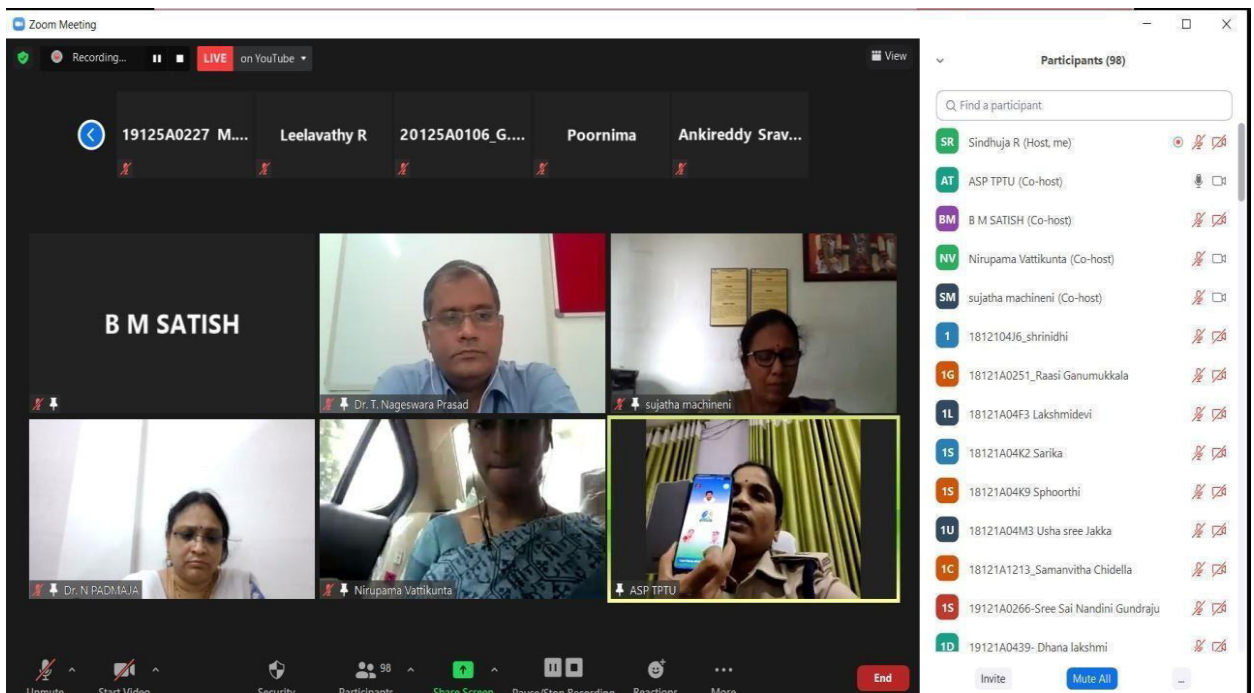 Zoom Meeting
Recording...
LIVE on YouTube
View
19125A0227 M....
Leelavathy R
20125A0106_G....
Poornima
Ankireddy Srav...
B M SATISH
Dr. T. Nageswara Prasad
sujatha machineni
Dr. N PADMAJA
Nirupama Vattikunta
ASP TPTU
Unmute
Start Video
Security
98
Participants
Share Screen
Pause/Stop Recording
Reactions
More
End
Participants (98)
Find a participant
SR Sindhuja R (Host, me)
AT ASP TPTU (Co-host)
BM B M SATISH (Co-host)
NV Nirupama Vattikunta (Co-host)
SM sujatha machineni (Co-host)
1 1812104J6_shrinidhi
1G 18121A0251_Raasi Ganumukkala
1L 18121A04F3 Lakshmidevi
1S 18121A04K2 Sarika
1S 18121A04K9 Sphoorthi
1U 18121A04M3 Usha sree Jakka
1C 18121A1213_Samanvitha Chidella
1S 19121A0266-Sree Sai Nandini Gundraju
1D 19121A0439- Dhana lakshmi
Invite
Mute All
...